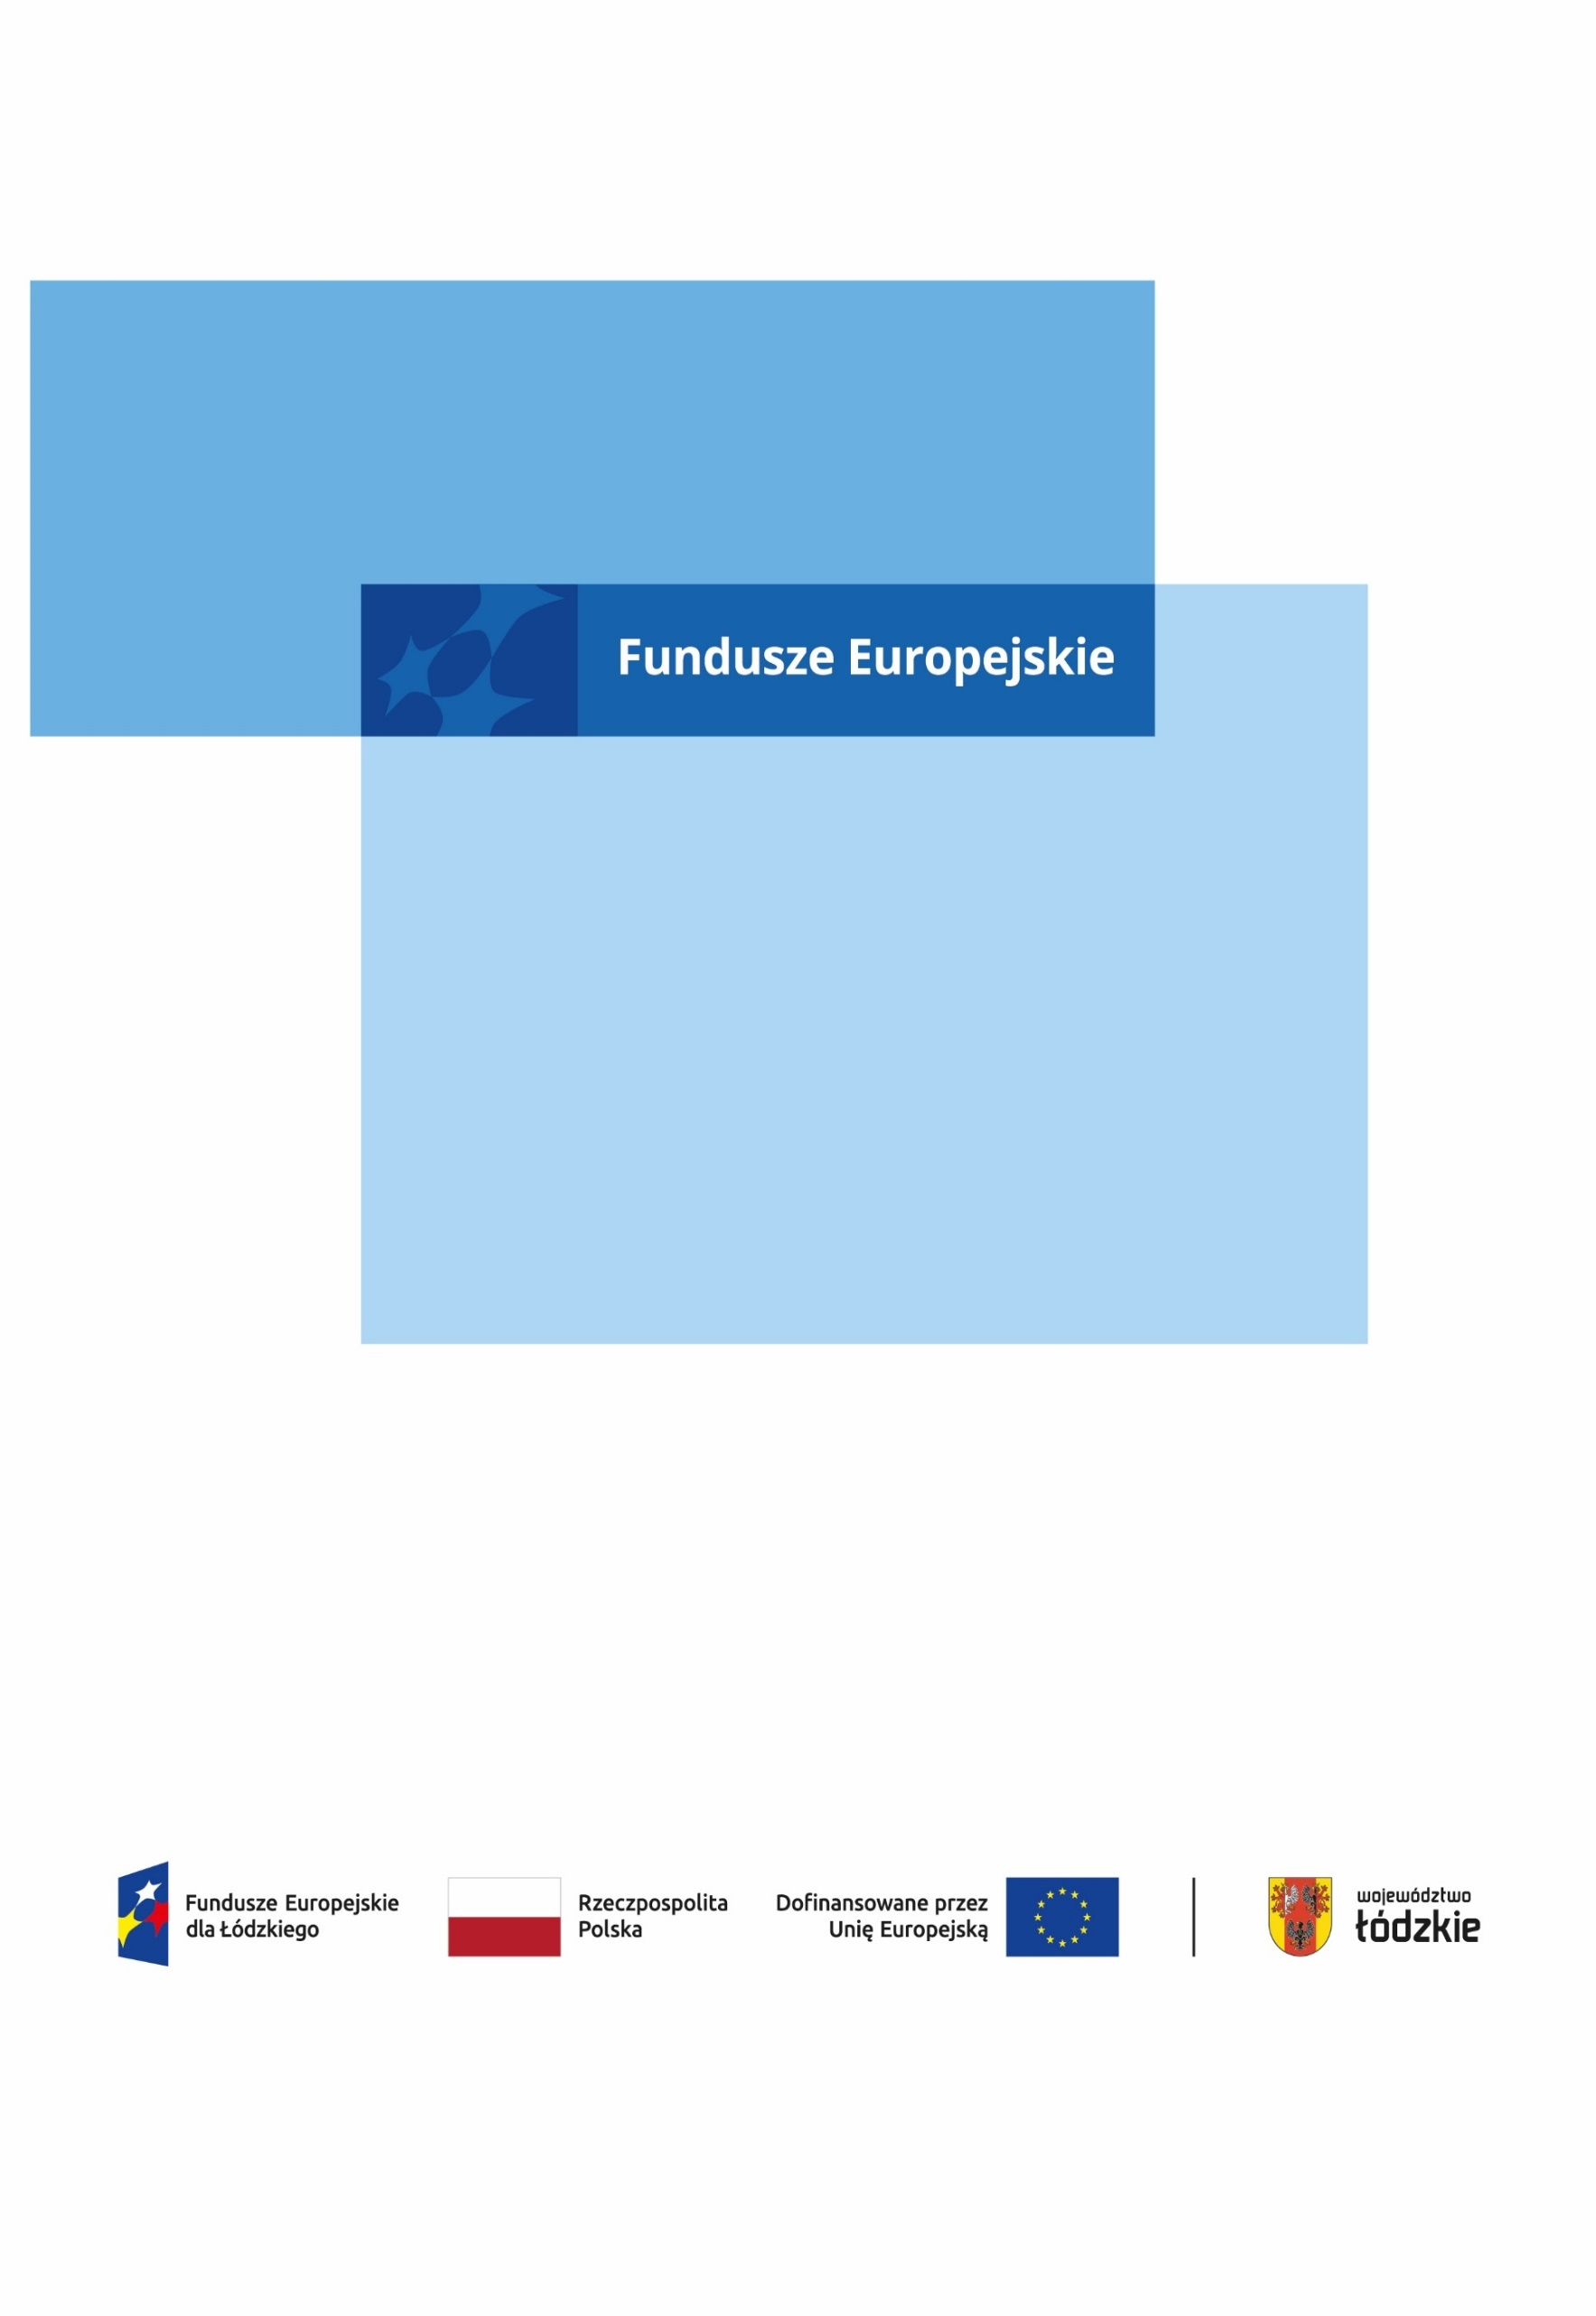 Fundusze Europejskie
Fundusze Europejskie
dla Łódzkiego
Rzeczpospolita
Polska
Dofinansowane przez
Unię Europejską
województwo
łódzkie